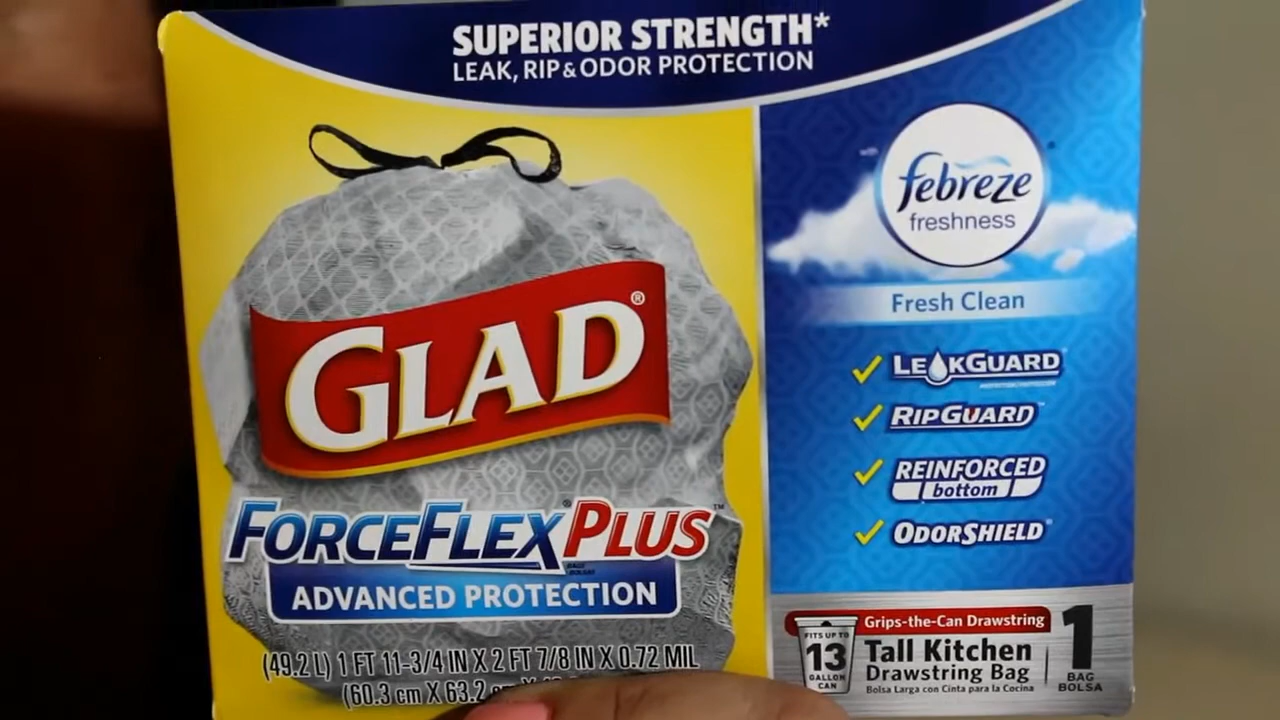 SUPERIOR STRENGTH*
LEAK, RIP & ODOR PROTECTION
GLAD®
FORCEFLEX® PLUS™
ADVANCED PROTECTION
(49.2 L) 1 FT 11-3/4 IN X 2 FT 7/8 IN X 0.72 MIL
(60.3 cm X 63.2
with
febreze
freshness
Fresh Clean
LEAKGUARD
RIPGUARD™
REINFORCED
bottom
ODORSHIELD®
FITS UP TO
13
GALLON
CAN
Grips-the-Can Drawstring
Tall Kitchen
Drawstring Bag
Bolsa Larga con Cinta para la Cocina
1
BAG
BOLSA